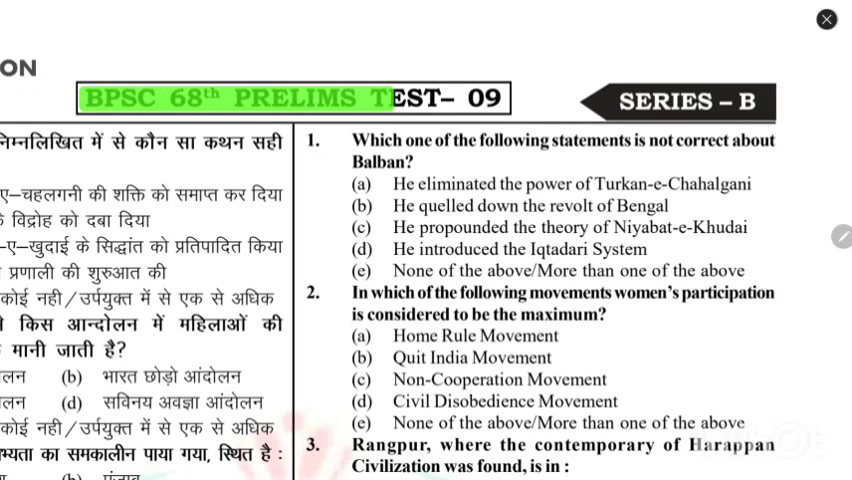 ON
BPSC 68th PRELIMS TEST– 09
SERIES – B
निम्नलिखित में से कौन सा कथन सही
ए–चहलगनी की शक्ति को समाप्त कर दिया
के विद्रोह को दबा दिया
-ए–खुदाई के सिद्धांत को प्रतिपादित किया
प्रणाली की शुरुआत की
कोई नही/उर्पयुक्त में से एक से अधिक
किस आन्दोलन में महिलाओं की
मानी जाती है?
लन (b) भारत छोड़ो आंदोलन
लन (d) सविनय अवज्ञा आंदोलन
कोई नही/उर्पयुक्त में से एक से अधिक
भ्यता का समकालीन पाया गया, स्थित है :
(b) पंजाब
1. Which one of the following statements is not correct about
Balban?
(a) He eliminated the power of Turkan-e-Chahalgani
(b) He quelled down the revolt of Bengal
(c) He propounded the theory of Niyabat-e-Khudai
(d) He introduced the Iqtadari System
(e) None of the above/More than one of the above
2. In which of the following movements women's participation
is considered to be the maximum?
(a) Home Rule Movement
(b) Quit India Movement
(c) Non-Cooperation Movement
(d) Civil Disobedience Movement
(e) None of the above/More than one of the above
3. Rangpur, where the contemporary of Harappan
Civilization was found, is in :